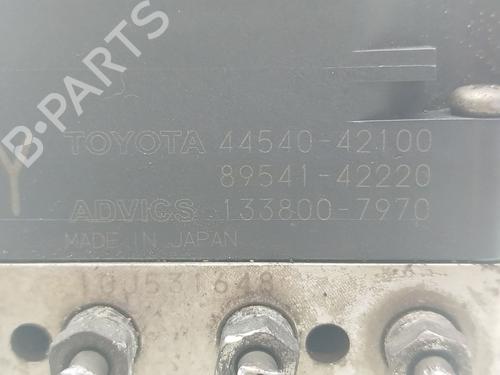 TOYOTA 44540-42100
89541-42220
ADVICS 133800-7970
MADE IN JAPAN
10J531648
B-PARTS